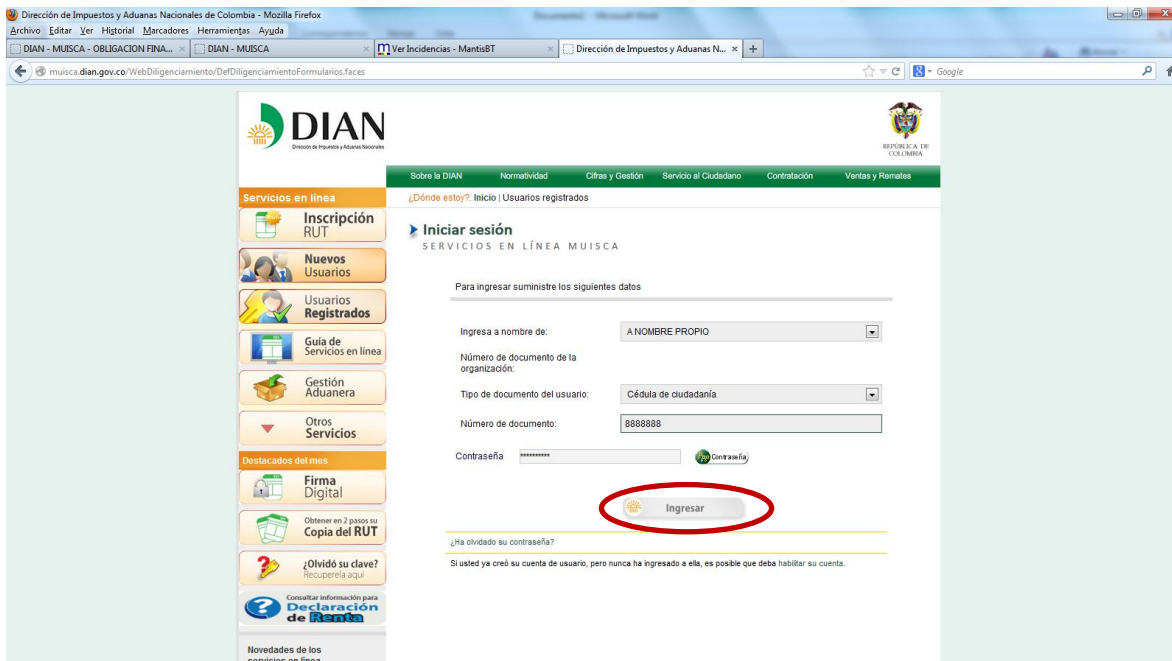 Dirección de Impuestos y Aduanas Nacionales de Colombia - Mozilla Firefox
Archivo Editar Ver Historial Marcadores Herramientas Ayuda
DIAN - MUISCA - OBLIGACION FINA...
DIAN - MUISCA
Ver Incidencias - MantisBT
Dirección de Impuestos y Aduanas N...
muisca.dian.gov.co/WebDiligenciamiento/DefDiligenciamientoFormularios.faces
Google
DIAN
Dirección de Impuestos y Aduanas Nacionales
REPÚBLICA DE
COLOMBIA
Sobre la DIAN Normatividad Cifras y Gestión Servicio al Ciudadano Contratación Ventas y Remates
Servicios en línea
¿Dónde estoy?: Inicio | Usuarios registrados
Inscripción
RUT
Nuevos
Usuarios
Usuarios
Registrados
Guía de
Servicios en línea
Gestión
Aduanera
Otros
Servicios
Destacados del mes
Firma
Digital
Obtener en 2 pasos su
Copia del RUT
¿Olvidó su clave?
Recuperela aquí
Consultar información para
Declaración
de Renta
Novedades de los
servicios en línea
Iniciar sesión
SERVICIOS EN LÍNEA MUISCA
Para ingresar suministre los siguientes datos
Ingresa a nombre de: A NOMBRE PROPIO
Número de documento de la
organización:
Tipo de documento del usuario: Cédula de ciudadanía
Número de documento: 8888888
Contraseña **********
Contraseña
Ingresar
¿Ha olvidado su contraseña?
Si usted ya creó su cuenta de usuario, pero nunca ha ingresado a ella, es posible que deba habilitar su cuenta.